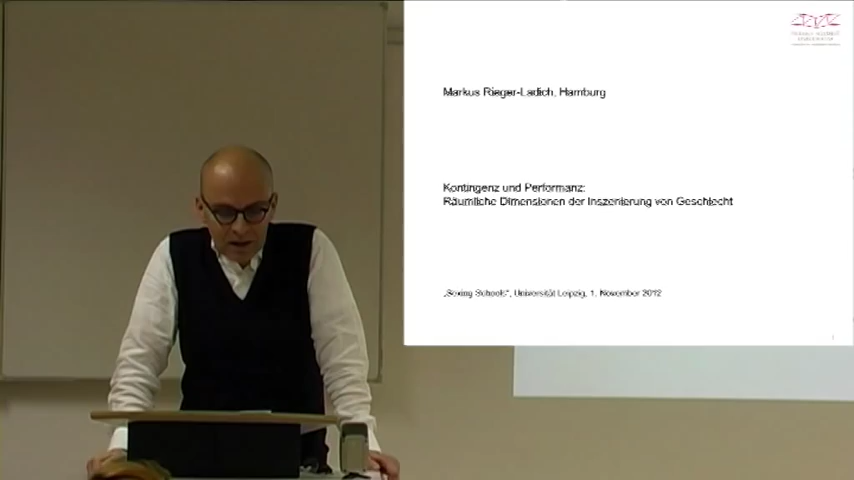 Markus Rieger-Ladich, Hamburg
Kontingenz und Performanz:
Räumliche Dimensionen der Inszenierung von Geschlecht
„Sexing Schools“, Universität Leipzig, 1. November 2012